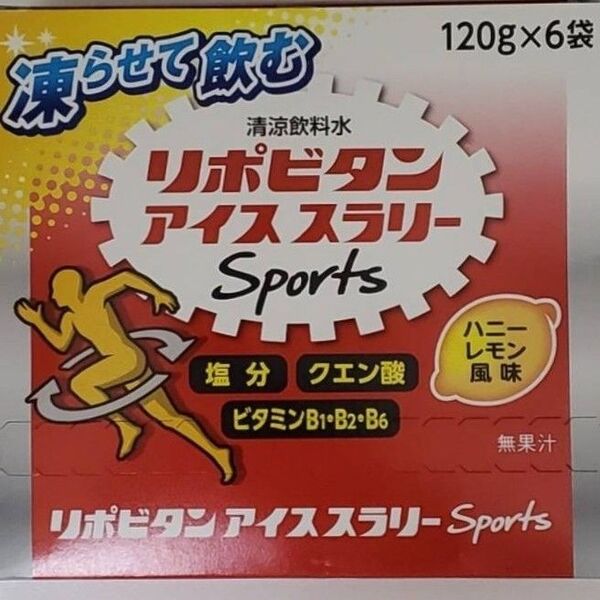 120g×6袋
凍らせて飲む
清涼飲料水
リポビタン
アイススラリー
Sports
ハニー
レモン
風味
塩分 クエン酸
ビタミンB1・B2・B6
無果汁
リポビタン アイススラリー Sports